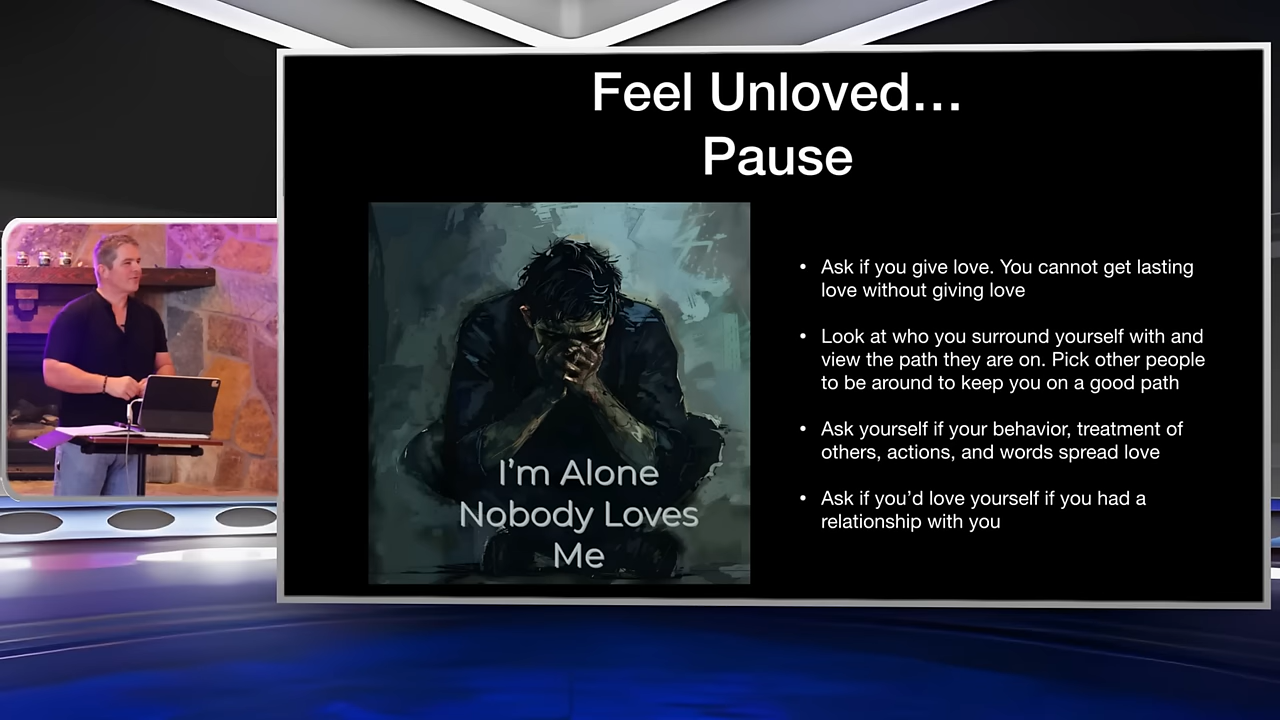 Feel Unloved...
Pause
I'm Alone
Nobody Loves
Me
• Ask if you give love. You cannot get lasting
love without giving love
• Look at who you surround yourself with and
view the path they are on. Pick other people
to be around to keep you on a good path
• Ask yourself if your behavior, treatment of
others, actions, and words spread love
• Ask if you’d love yourself if you had a
relationship with you